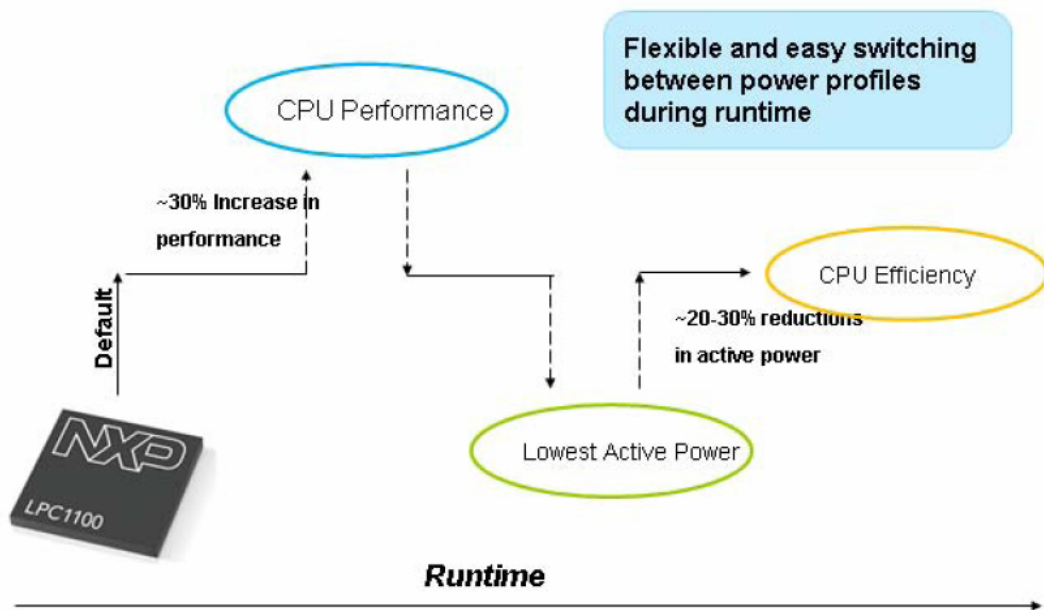 Flexible and easy switching
between power profiles
during runtime
CPU Performance
~30% Increase in
performance
Default
CPU Efficiency
~20-30% reductions
in active power
Lowest Active Power
NXP
LPC1100
Runtime